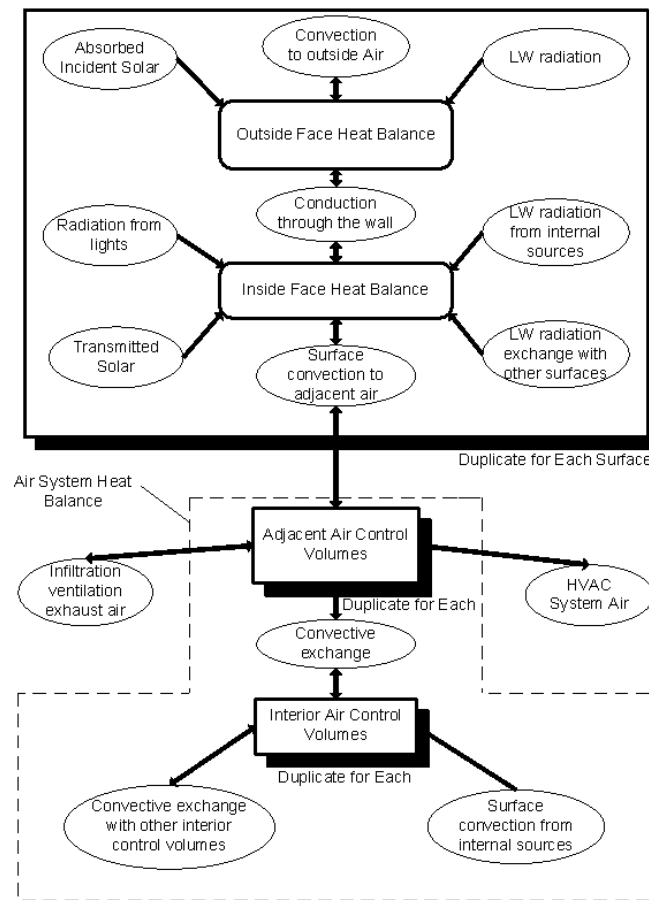 Absorbed
Incident Solar
Convection
to outside Air
LW radiation
Outside Face Heat Balance
Conduction
through the wall
Radiation from
lights
LW radiation
from internal
sources
Inside Face Heat Balance
Transmitted
Solar
Surface
convection to
adjacent air
LW radiation
exchange with
other surfaces
Duplicate for Each Surface
Air System Heat
Balance
Adjacent Air Control
Volumes
Infiltration
ventilation
exhaust air
HVAC
System Air
Duplicate for Each
Convective
exchange
Interior Air Control
Volumes
Duplicate for Each
Convective exchange
with other interior
control volumes
Surface
convection from
internal sources